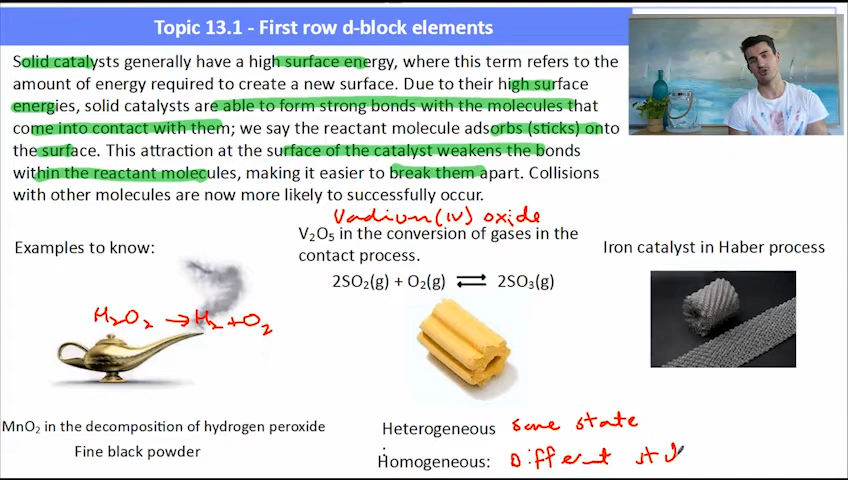 Topic 13.1 - First row d-block elements
Solid catalysts generally have a high surface energy, where this term refers to the
amount of energy required to create a new surface. Due to their high surface
energies, solid catalysts are able to form strong bonds with the molecules that
come into contact with them; we say the reactant molecule adsorbs (sticks) onto
the surface. This attraction at the surface of the catalyst weakens the bonds
within the reactant molecules, making it easier to break them apart. Collisions
with other molecules are now more likely to successfully occur.
Examples to know:
H₂O₂ → H₂ + O₂
MnO₂ in the decomposition of hydrogen peroxide
Fine black powder
Vadium (IV) oxide
V₂O₅ in the conversion of gases in the
contact process.
2SO₂(g) + O₂(g) ⇌ 2SO₃(g)
Iron catalyst in Haber process
Heterogeneous same state
:
Homogeneous: Different